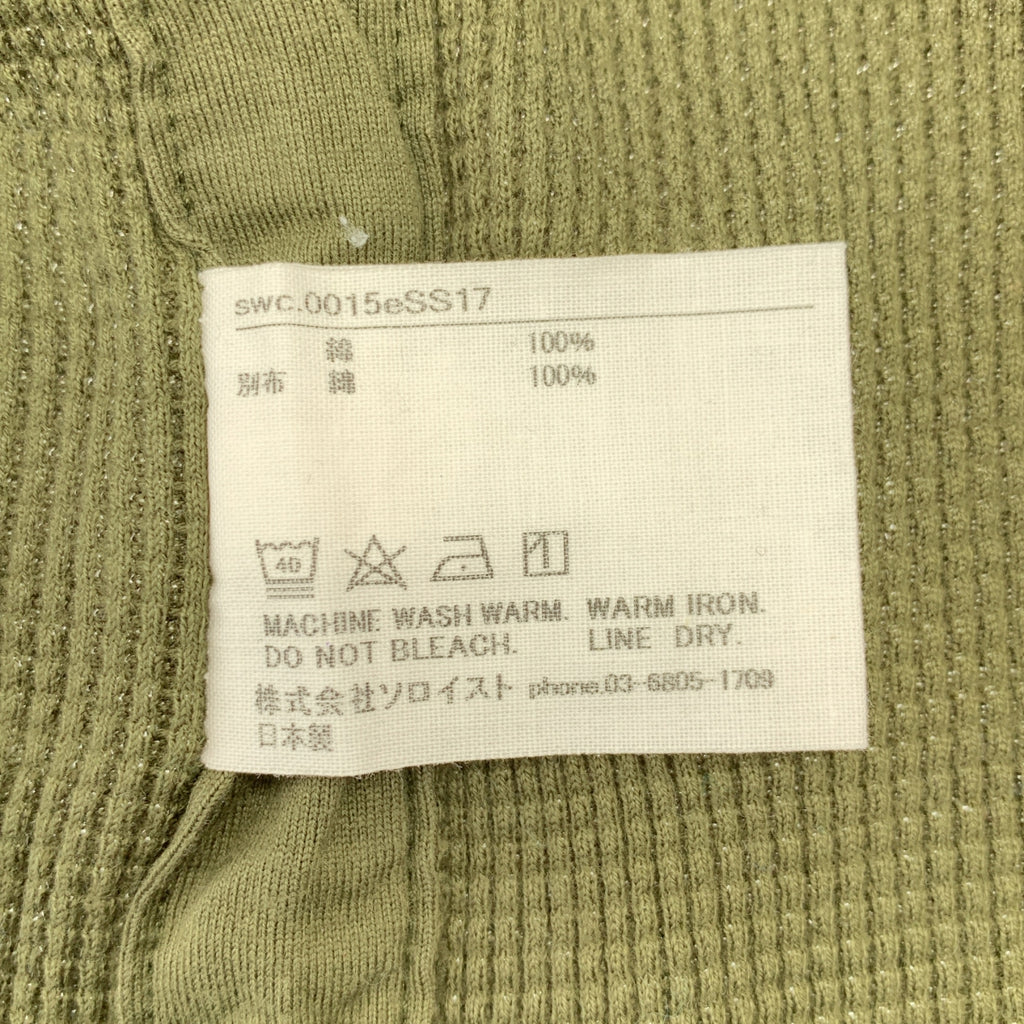 swc.0015eSS17
綿 100%
別布 綿 100%
40
MACHINE WASH WARM. WARM IRON.
DO NOT BLEACH. LINE DRY.
株式会社ソロイスト phone.03-6805-1709
日本製